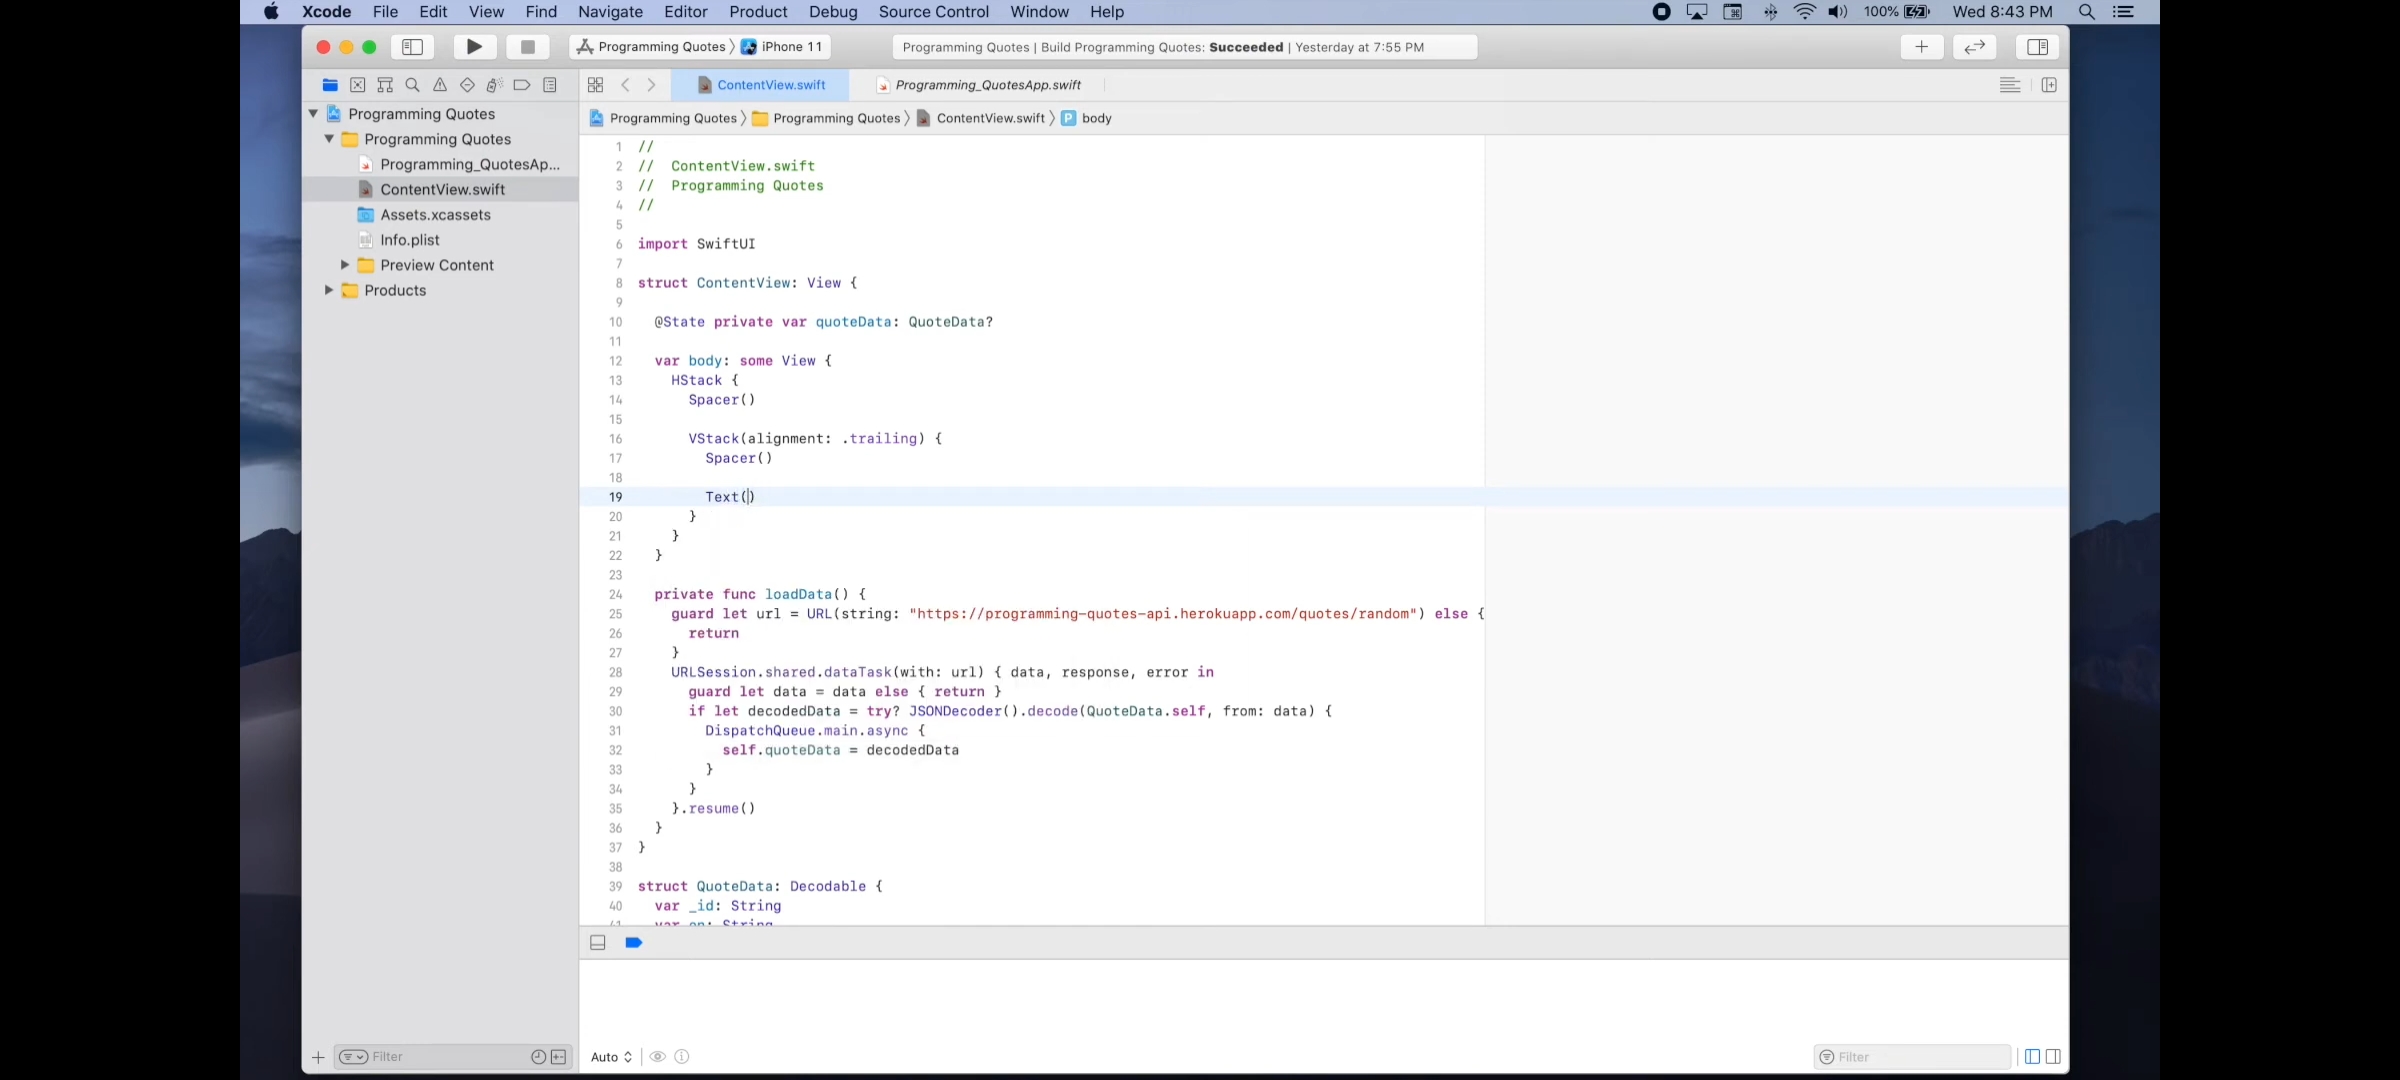 Xcode File Edit View Find Navigate Editor Product Debug Source Control Window Help 100% Wed 8:43 PM
Programming Quotes 〉 iPhone 11
Programming Quotes | Build Programming Quotes: Succeeded | Yesterday at 7:55 PM
ContentView.swift
Programming_QuotesApp.swift
Programming Quotes 〉 Programming Quotes 〉 ContentView.swift 〉 P body
Programming Quotes
Programming Quotes
Programming_QuotesAp...
ContentView.swift
Assets.xcassets
Info.plist
Preview Content
Products
1 //
2 //  ContentView.swift
3 //  Programming Quotes
4 //
5
6 import SwiftUI
7
8 struct ContentView: View {
9
10   @State private var quoteData: QuoteData?
11
12   var body: some View {
13     HStack {
14       Spacer()
15
16       VStack(alignment: .trailing) {
17         Spacer()
18
19         Text()
20       }
21     }
22   }
23
24   private func loadData() {
25     guard let url = URL(string: "https://programming-quotes-api.herokuapp.com/quotes/random") else {
26       return
27     }
28     URLSession.shared.dataTask(with: url) { data, response, error in
29       guard let data = data else { return }
30       if let decodedData = try? JSONDecoder().decode(QuoteData.self, from: data) {
31         DispatchQueue.main.async {
32           self.quoteData = decodedData
33         }
34       }
35     }.resume()
36   }
37 }
38
39 struct QuoteData: Decodable {
40   var _id: String
41   var en: String
Filter
Auto
Filter